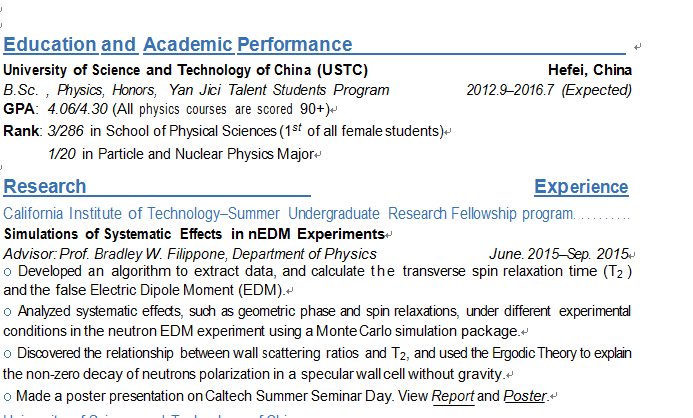 Education and Academic Performance
University of Science and Technology of China (USTC) Hefei, China
B.Sc. , Physics, Honors, Yan Jici Talent Students Program 2012.9–2016.7 (Expected)
GPA: 4.06/4.30 (All physics courses are scored 90+)
Rank: 3/286 in School of Physical Sciences (1st of all female students)
1/20 in Particle and Nuclear Physics Major
Research Experience
California Institute of Technology–Summer Undergraduate Research Fellowship program. . . . . . . . . .
Simulations of Systematic Effects in nEDM Experiments
Advisor: Prof. Bradley W. Filippone, Department of Physics June. 2015–Sep. 2015
○ Developed an algorithm to extract data, and calculate the transverse spin relaxation time (T2 )
and the false Electric Dipole Moment (EDM).
○ Analyzed systematic effects, such as geometric phase and spin relaxations, under different experimental
conditions in the neutron EDM experiment using a Monte Carlo simulation package.
○ Discovered the relationship between wall scattering ratios and T2, and used the Ergodic Theory to explain
the non-zero decay of neutrons polarization in a specular wall cell without gravity.
○ Made a poster presentation on Caltech Summer Seminar Day. View Report and Poster.